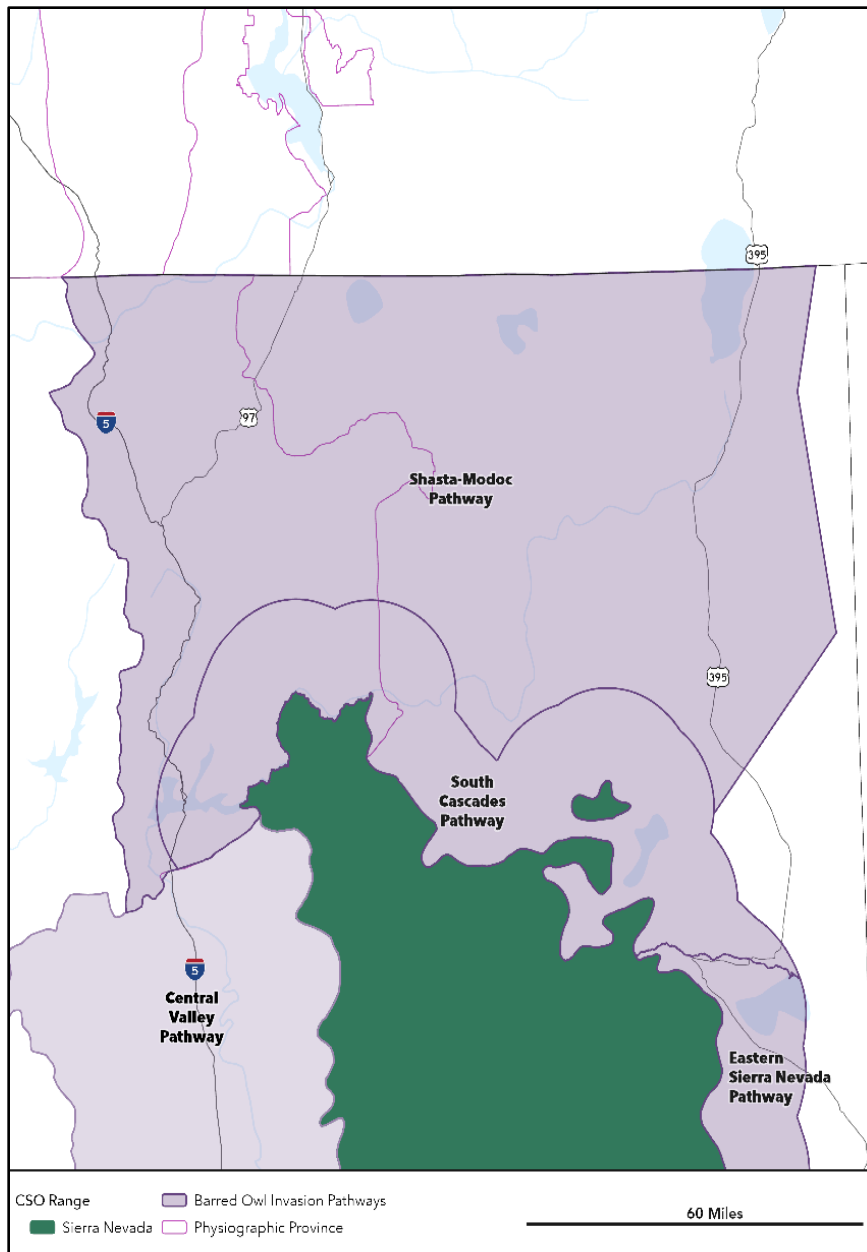 395
5
97
Shasta-Modoc
Pathway
395
South
Cascades
Pathway
5
Central
Valley
Pathway
Eastern
Sierra Nevada
Pathway
CSO Range
Sierra Nevada
Barred Owl Invasion Pathways
Physiographic Province
60 Miles